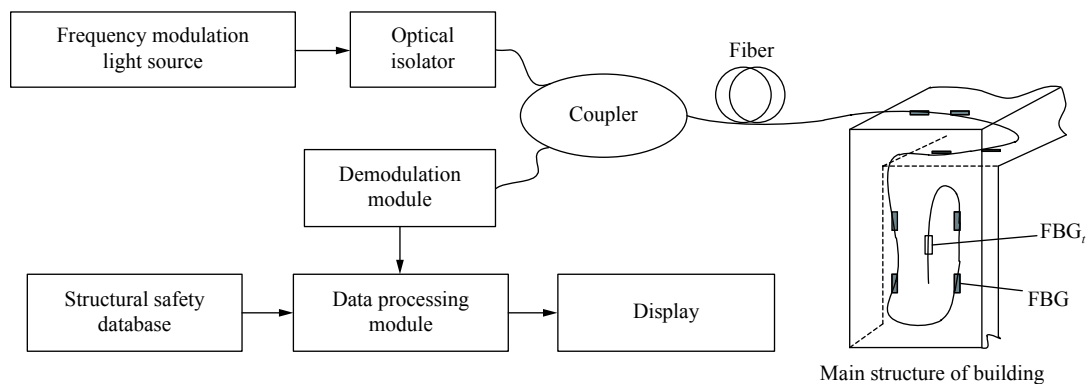 Frequency modulation
light source
Optical
isolator
Fiber
Coupler
Demodulation
module
FBGt
FBG
Structural safety
database
Data processing
module
Display
Main structure of building